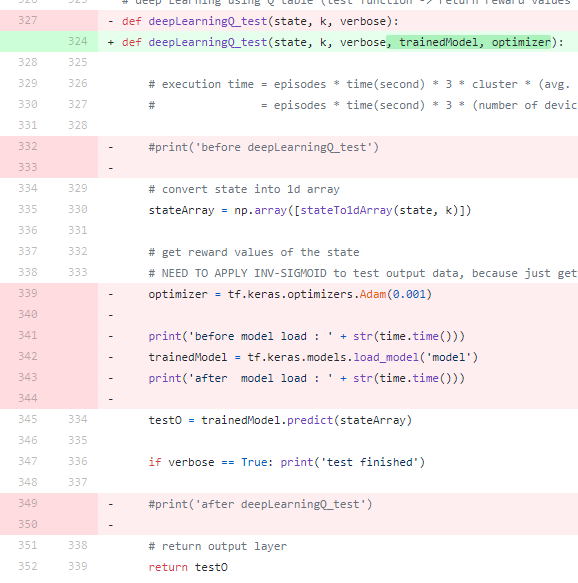 # deep Learning using Q table (test function -> return reward values
327 - def deepLearningQ_test(state, k, verbose):
324 + def deepLearningQ_test(state, k, verbose, trainedModel, optimizer):
328 325
329 326 # execution time = episodes * time(second) * 3 * cluster * (avg.
330 327 # = episodes * time(second) * 3 * (number of devic
331 328
332 - #print('before deepLearningQ_test')
333 -
334 329 # convert state into 1d array
335 330 stateArray = np.array([stateTo1dArray(state, k)])
336 331
337 332 # get reward values of the state
338 333 # NEED TO APPLY INV-SIGMOID to test output data, because just get
339 - optimizer = tf.keras.optimizers.Adam(0.001)
340 -
341 - print('before model load : ' + str(time.time()))
342 - trainedModel = tf.keras.models.load_model('model')
343 - print('after  model load : ' + str(time.time()))
344 -
345 334 testO = trainedModel.predict(stateArray)
346 335
347 336 if verbose == True: print('test finished')
348 337
349 - #print('after deepLearningQ_test')
350 -
351 338 # return output layer
352 339 return testO